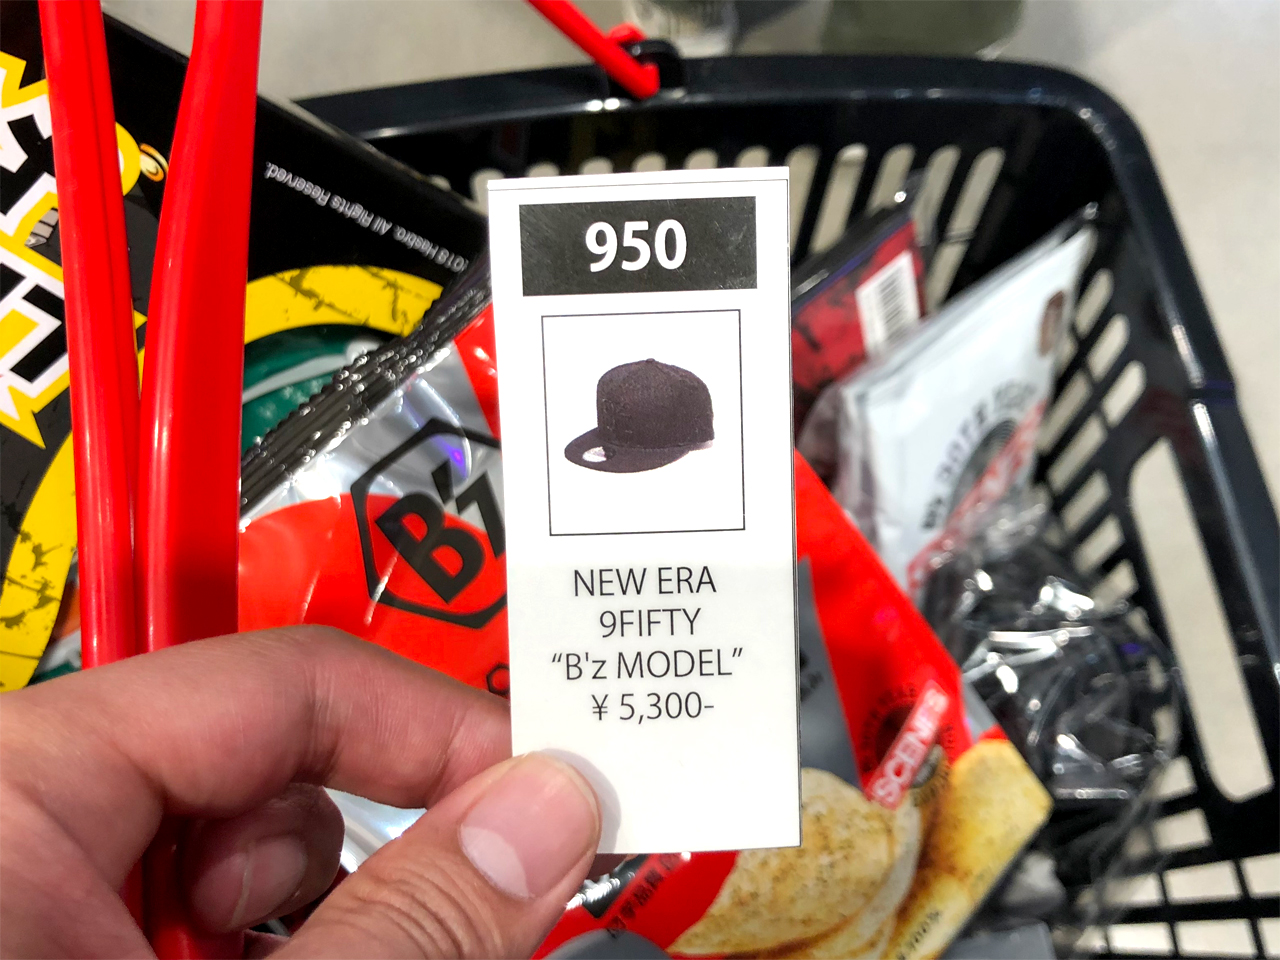 2018 Hasbro. All Rights Reserved.
950
B'z
NEW ERA
9FIFTY
“B'z MODEL”
¥ 5,300-
SCENES